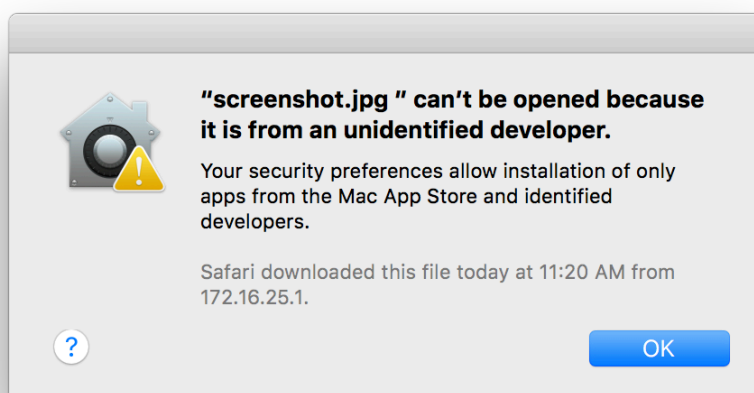 “screenshot.jpg ” can’t be opened because
it is from an unidentified developer.
Your security preferences allow installation of only
apps from the Mac App Store and identified
developers.
Safari downloaded this file today at 11:20 AM from
172.16.25.1.
?
OK